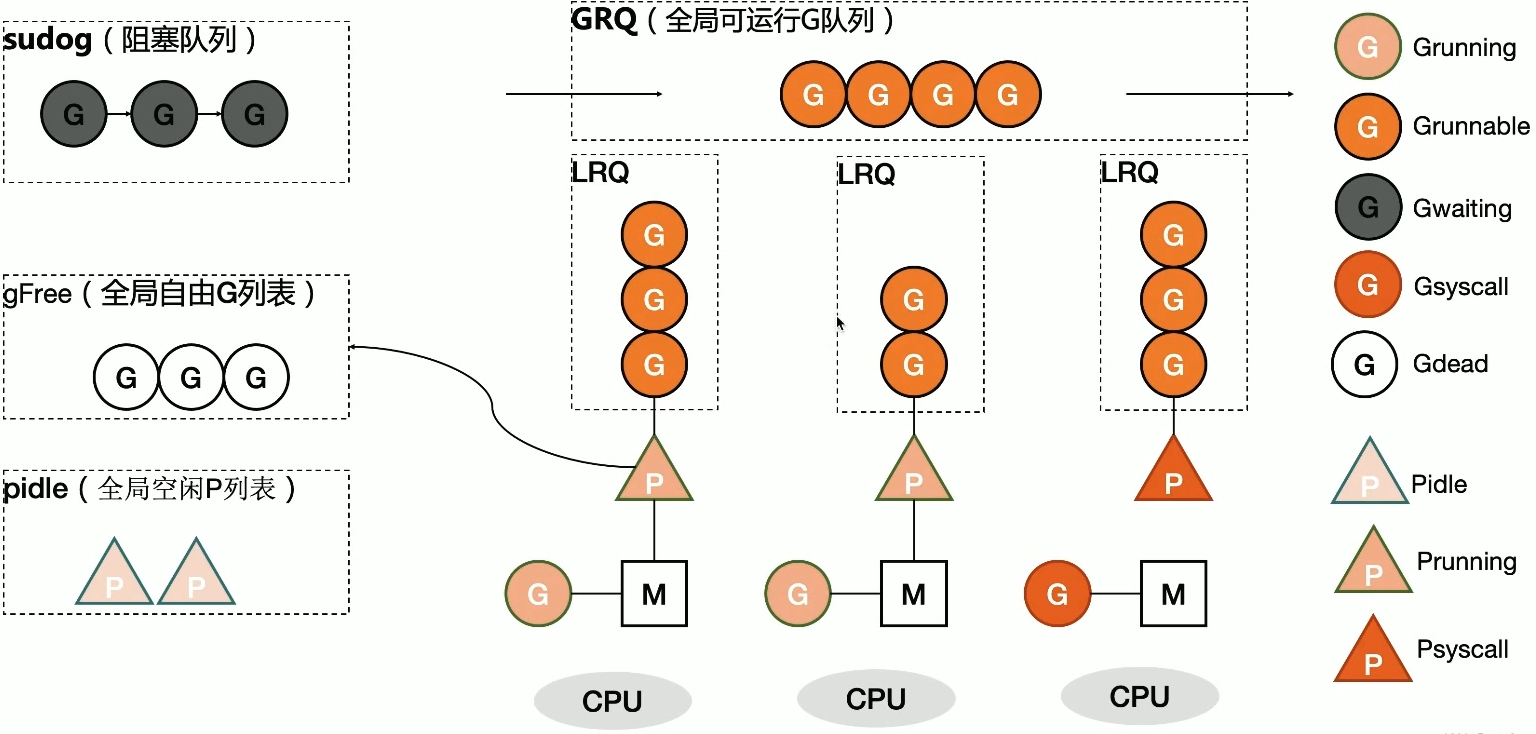 sudog（阻塞队列）
G G G
GRQ（全局可运行G队列）
G G G G
LRQ
G
G
G
P
G M
CPU
LRQ
G
G
P
G M
CPU
LRQ
G
G
G
P
G M
CPU
gFree（全局自由G列表）
G G G
pidle（全局空闲P列表）
P P
G Grunning
G Grunnable
G Gwaiting
G Gsyscall
G Gdead
P Pidle
P Prunning
P Psyscall